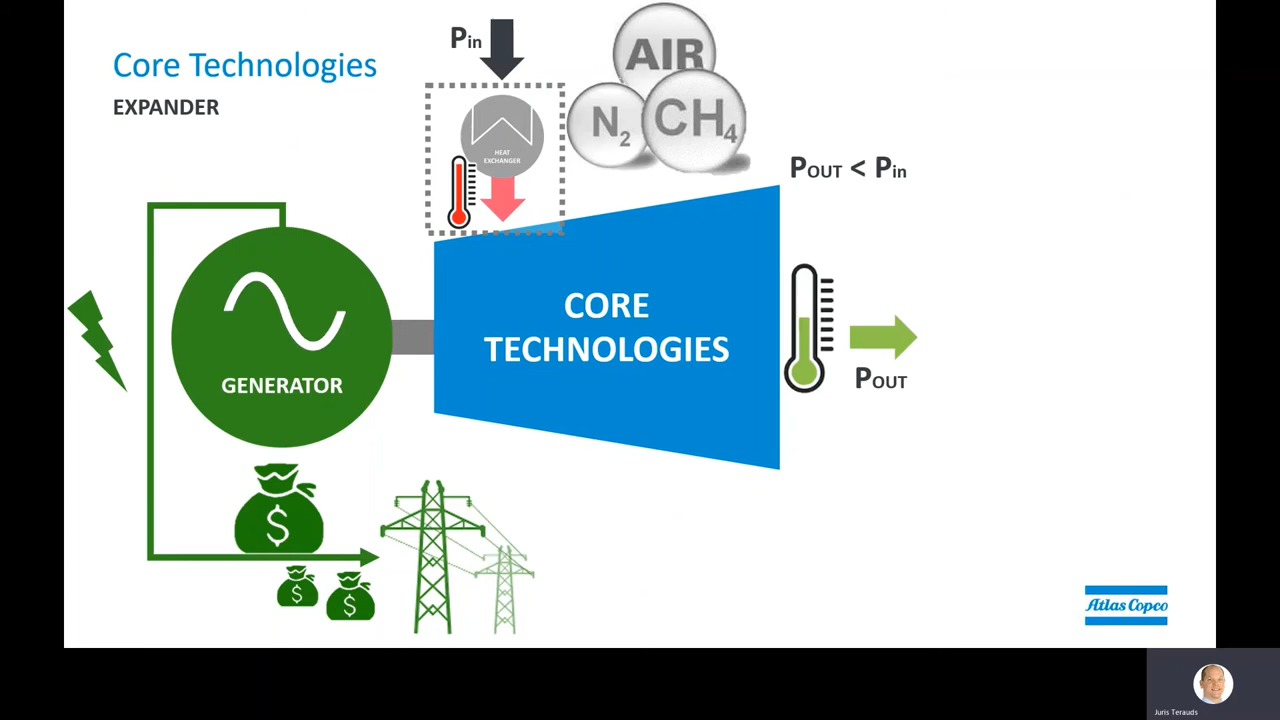 Core Technologies
EXPANDER
Pin
AIR
N2
CH4
HEAT
EXCHANGER
POUT < Pin
CORE
TECHNOLOGIES
GENERATOR
POUT
$
$
$
Atlas Copco
Juris Terauds